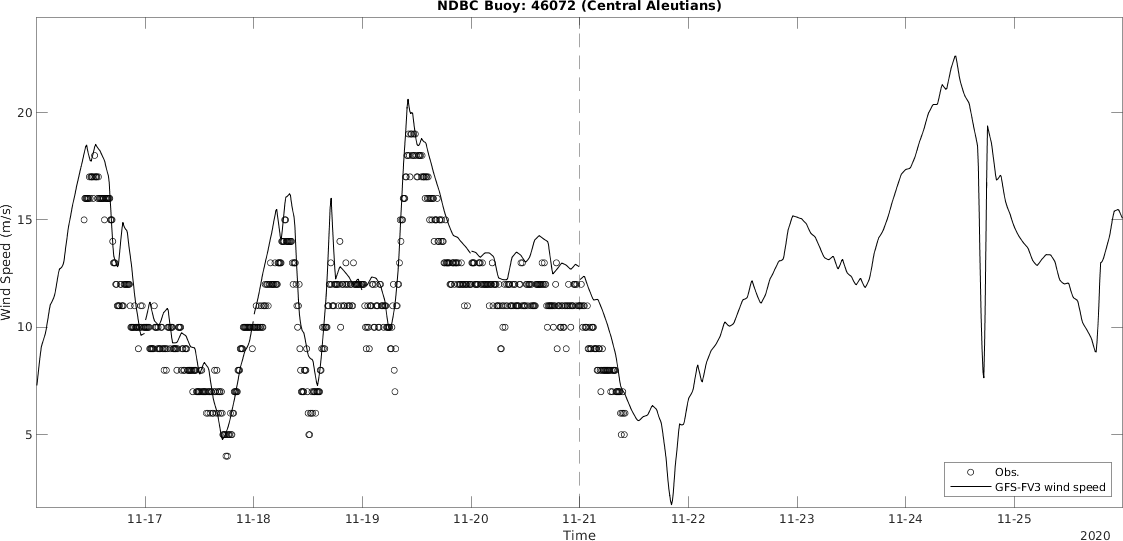 NDBC Buoy: 46072 (Central Aleutians)
Wind Speed (m/s)
20
15
10
5
Obs.
GFS-FV3 wind speed
11-17 11-18 11-19 11-20 11-21 11-22 11-23 11-24 11-25
Time
2020